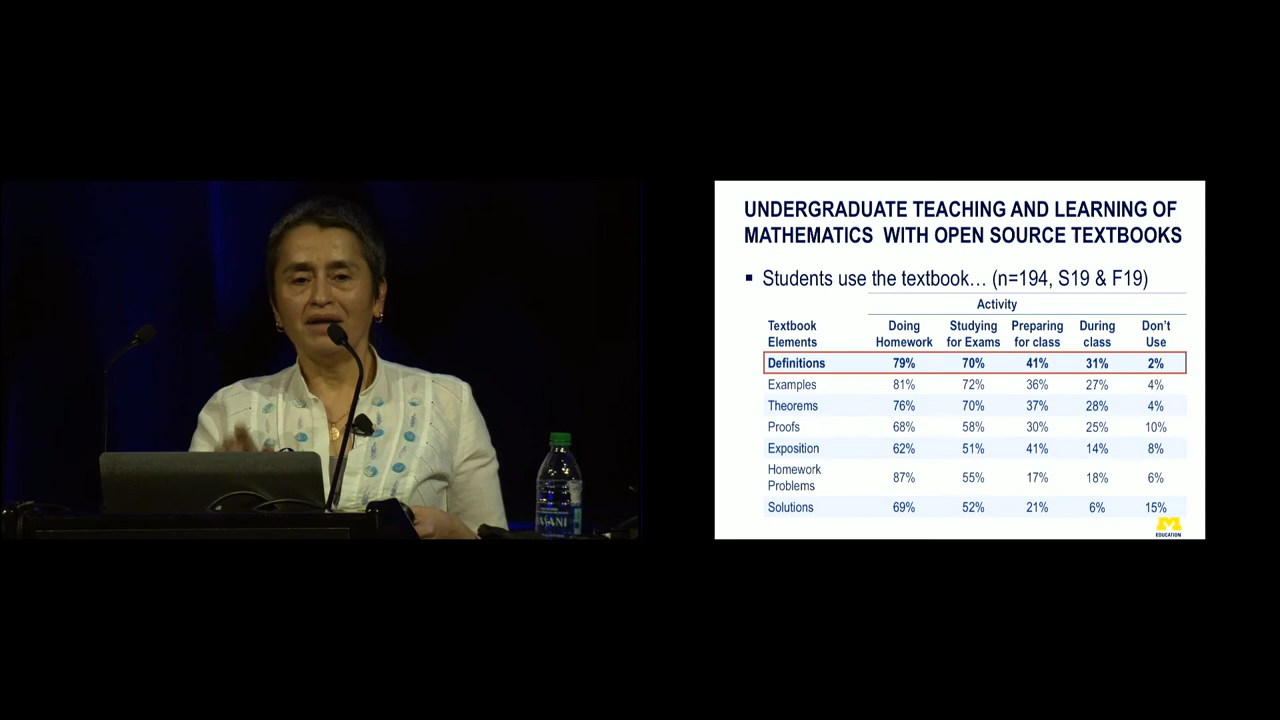 UNDERGRADUATE TEACHING AND LEARNING OF
MATHEMATICS WITH OPEN SOURCE TEXTBOOKS
▪ Students use the textbook… (n=194, S19 & F19)
Activity
Textbook Elements Doing Homework Studying for Exams Preparing for class During class Don't Use
Definitions 79% 70% 41% 31% 2%
Examples 81% 72% 36% 27% 4%
Theorems 76% 70% 37% 28% 4%
Proofs 68% 58% 30% 25% 10%
Exposition 62% 51% 41% 14% 8%
Homework Problems 87% 55% 17% 18% 6%
Solutions 69% 52% 21% 6% 15%
M
EDUCATION
DASANI